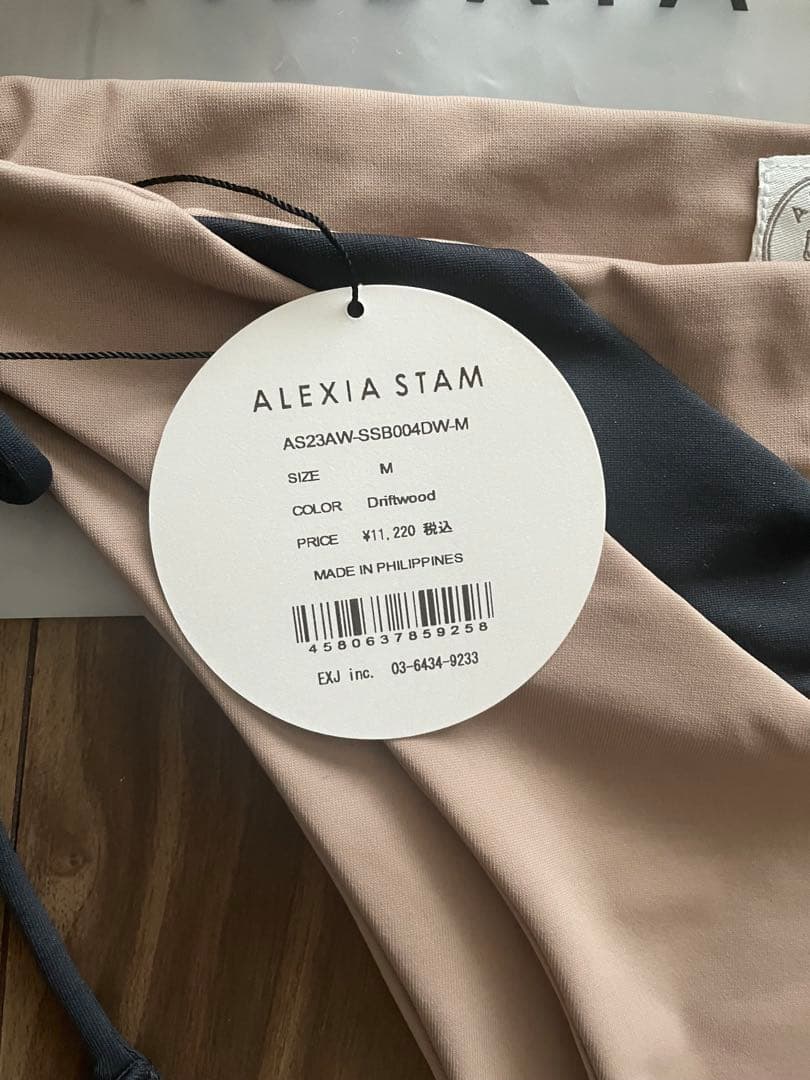 ALEXIA STAM
AS23AW-SSB004DW-M
SIZE M
COLOR Driftwood
PRICE ¥11,220 税込
MADE IN PHILIPPINES
4580637859258
EXJ inc. 03-6434-9233